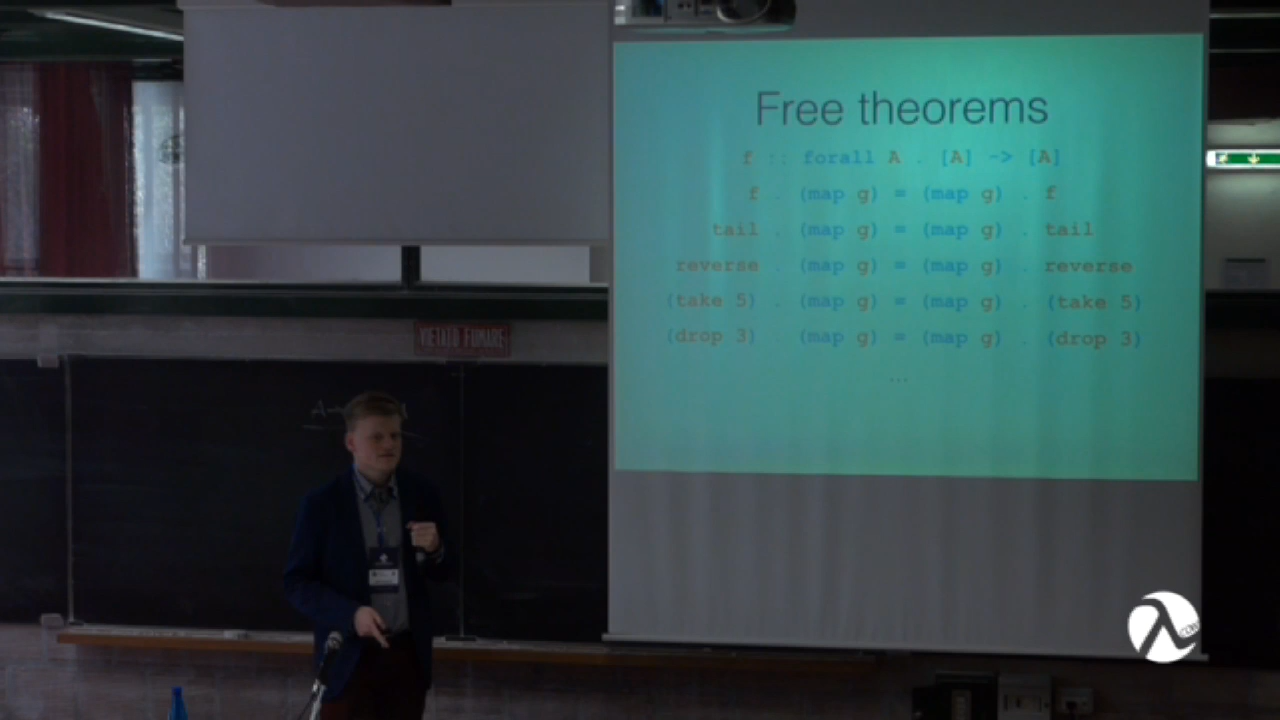 Free theorems
f :: forall A . [A] -> [A]
f . (map g) = (map g) . f
tail . (map g) = (map g) . tail
reverse . (map g) = (map g) . reverse
(take 5) . (map g) = (map g) . (take 5)
(drop 3) . (map g) = (map g) . (drop 3)
...
VIETATO FUMARE
λ CON